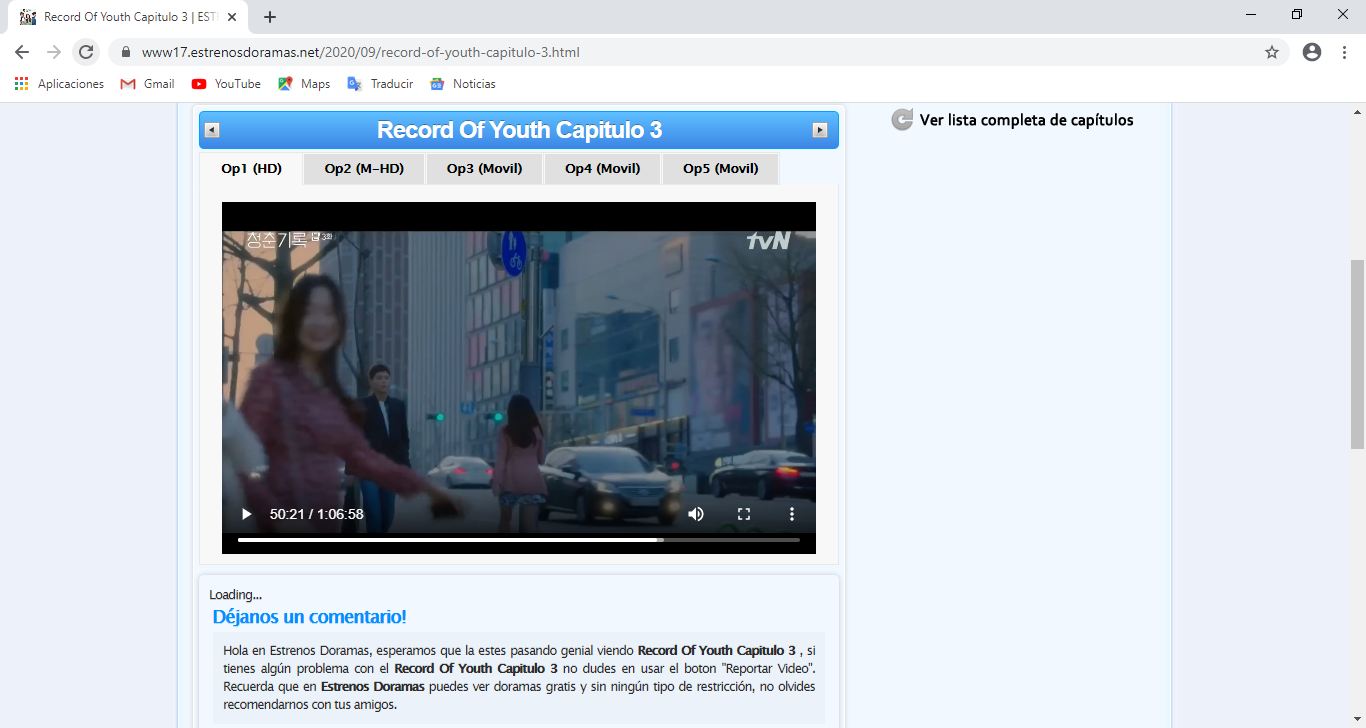 Record Of Youth Capitulo 3 | EST
www17.estrenosdoramas.net/2020/09/record-of-youth-capitulo-3.html
Aplicaciones Gmail YouTube Maps Traducir Noticias
Record Of Youth Capitulo 3
Ver lista completa de capítulos
Op1 (HD) Op2 (M-HD) Op3 (Movil) Op4 (Movil) Op5 (Movil)
청춘기록 3회 tvN
50:21 / 1:06:58
Loading...
Déjanos un comentario!
Hola en Estrenos Doramas, esperamos que la estes pasando genial viendo Record Of Youth Capitulo 3 , si
tienes algún problema con el Record Of Youth Capitulo 3 no dudes en usar el boton "Reportar Video".
Recuerda que en Estrenos Doramas puedes ver doramas gratis y sin ningún tipo de restricción, no olvides
recomendarnos con tus amigos.